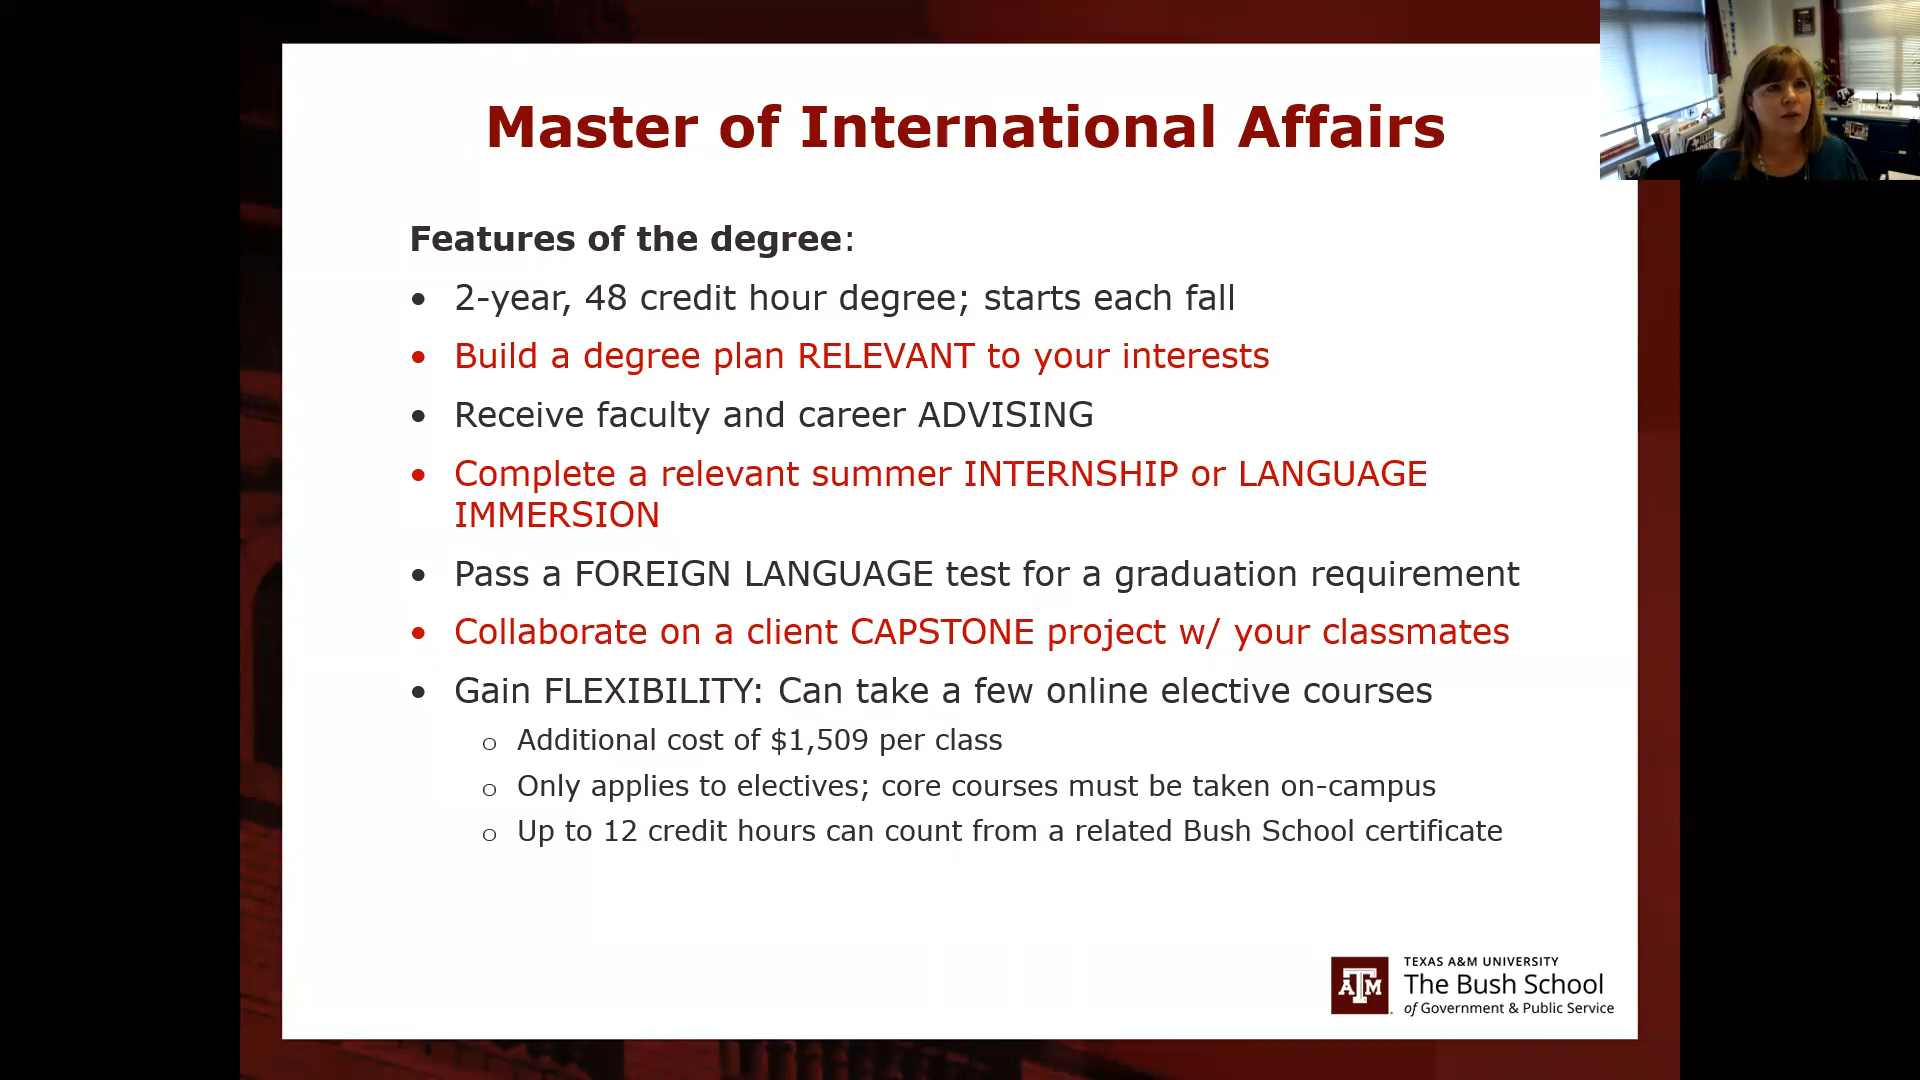 Master of International Affairs
Features of the degree:
• 2-year, 48 credit hour degree; starts each fall
• Build a degree plan RELEVANT to your interests
• Receive faculty and career ADVISING
• Complete a relevant summer INTERNSHIP or LANGUAGE
IMMERSION
• Pass a FOREIGN LANGUAGE test for a graduation requirement
• Collaborate on a client CAPSTONE project w/ your classmates
• Gain FLEXIBILITY: Can take a few online elective courses
o Additional cost of $1,509 per class
o Only applies to electives; core courses must be taken on-campus
o Up to 12 credit hours can count from a related Bush School certificate
ATM
TEXAS A&M UNIVERSITY
The Bush School
of Government & Public Service